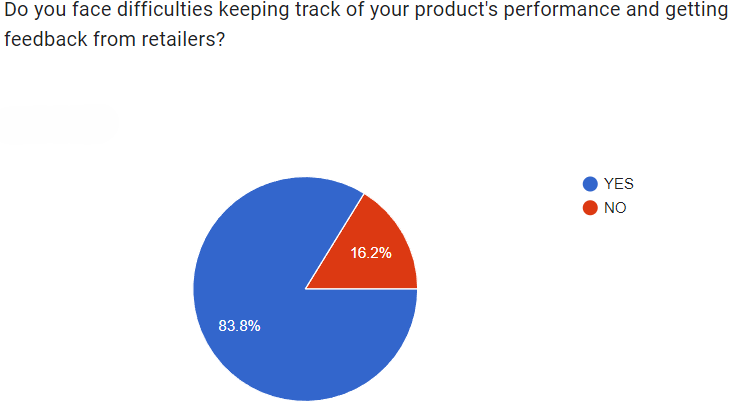 Do you face difficulties keeping track of your product's performance and getting
feedback from retailers?
YES
NO
16.2%
83.8%